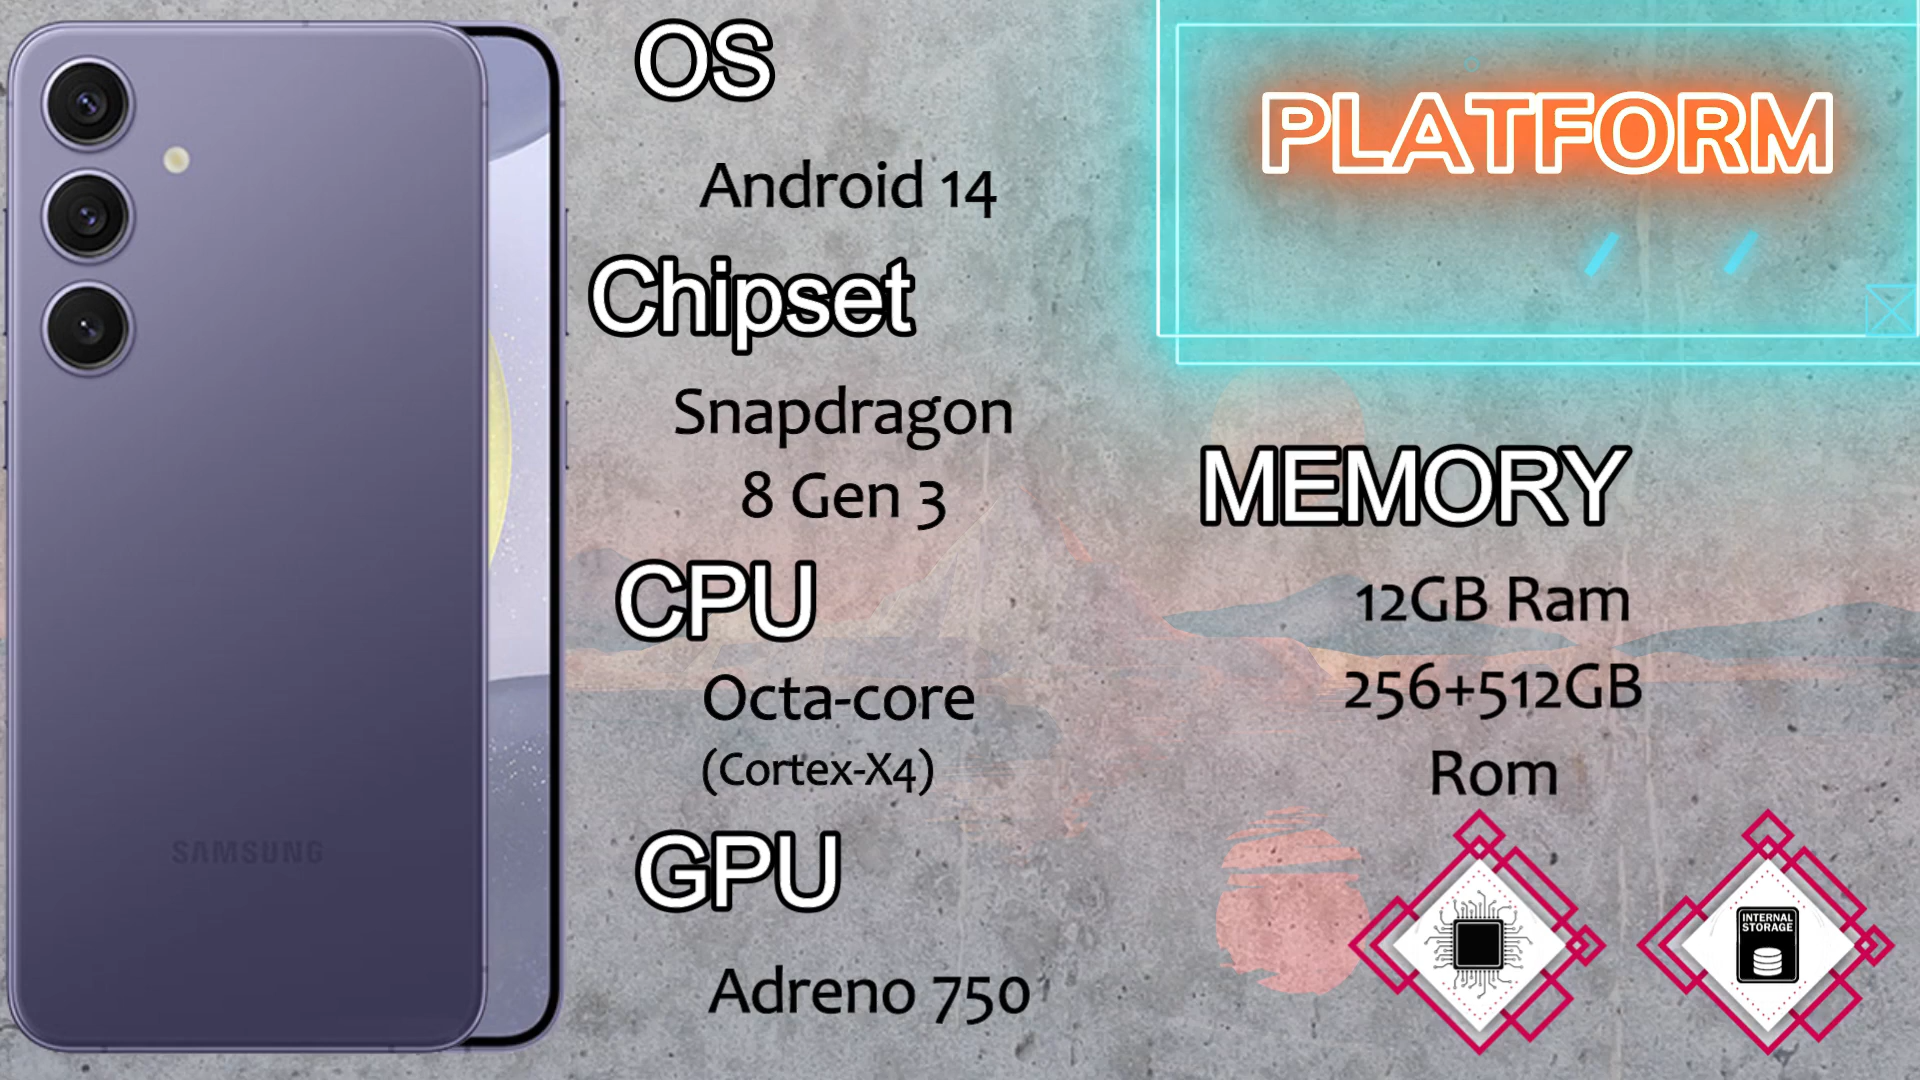 OS
Android 14
Chipset
Snapdragon
8 Gen 3
CPU
Octa-core
(Cortex-X4)
GPU
Adreno 750
PLATFORM
MEMORY
12GB Ram
256+512GB
Rom
INTERNAL
STORAGE
SAMSUNG